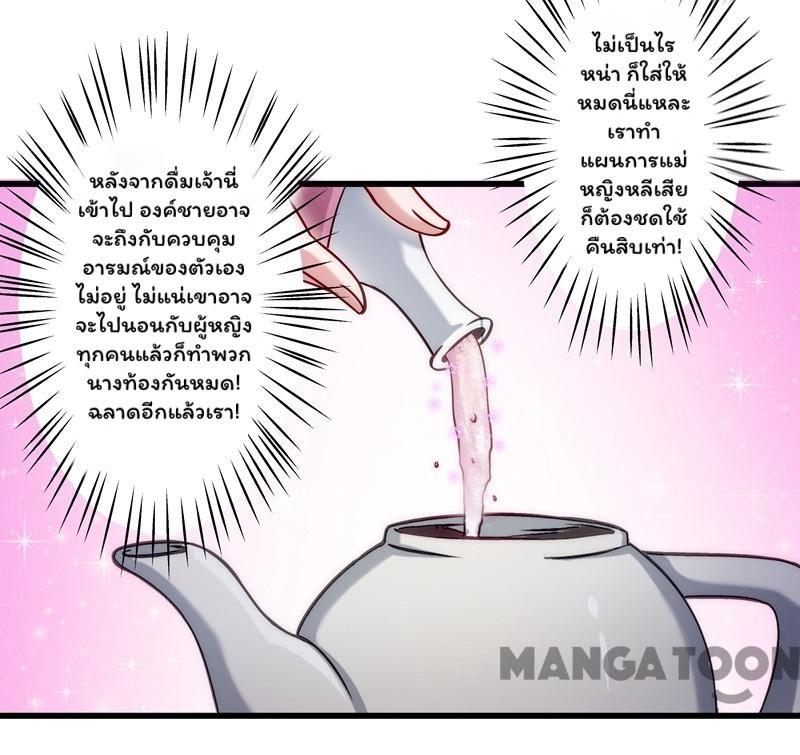 ไม่เป็นไร
หน่า ก็ใส่ให้
หมดนี่แหละ
เราทำ
แผนการแม่
หญิงหลีเสีย
ก็ต้องชดใช้
คืนสิบเท่า!
หลังจากดื่มเจ้านี่
เข้าไป องค์ชายอาจ
จะถึงกับควบคุม
อารมณ์ของตัวเอง
ไม่อยู่ ไม่แน่เขาอาจ
จะไปนอนกับผู้หญิง
ทุกคนแล้วก็ทำพวก
นางท้องกันหมด!
ฉลาดอีกแล้วเรา!
MANGATOON